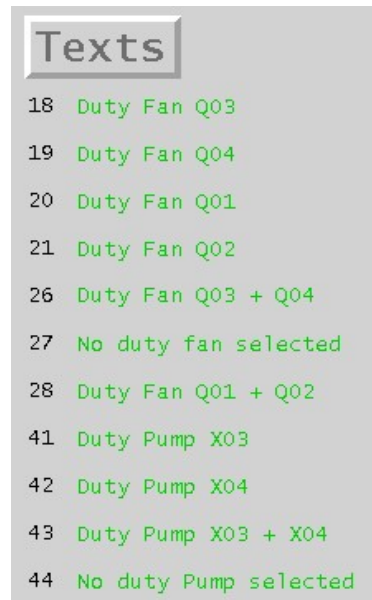 Texts
18 Duty Fan Q03
19 Duty Fan Q04
20 Duty Fan Q01
21 Duty Fan Q02
26 Duty Fan Q03 + Q04
27 No duty fan selected
28 Duty Fan Q01 + Q02
41 Duty Pump X03
42 Duty Pump X04
43 Duty Pump X03 + X04
44 No duty Pump selected